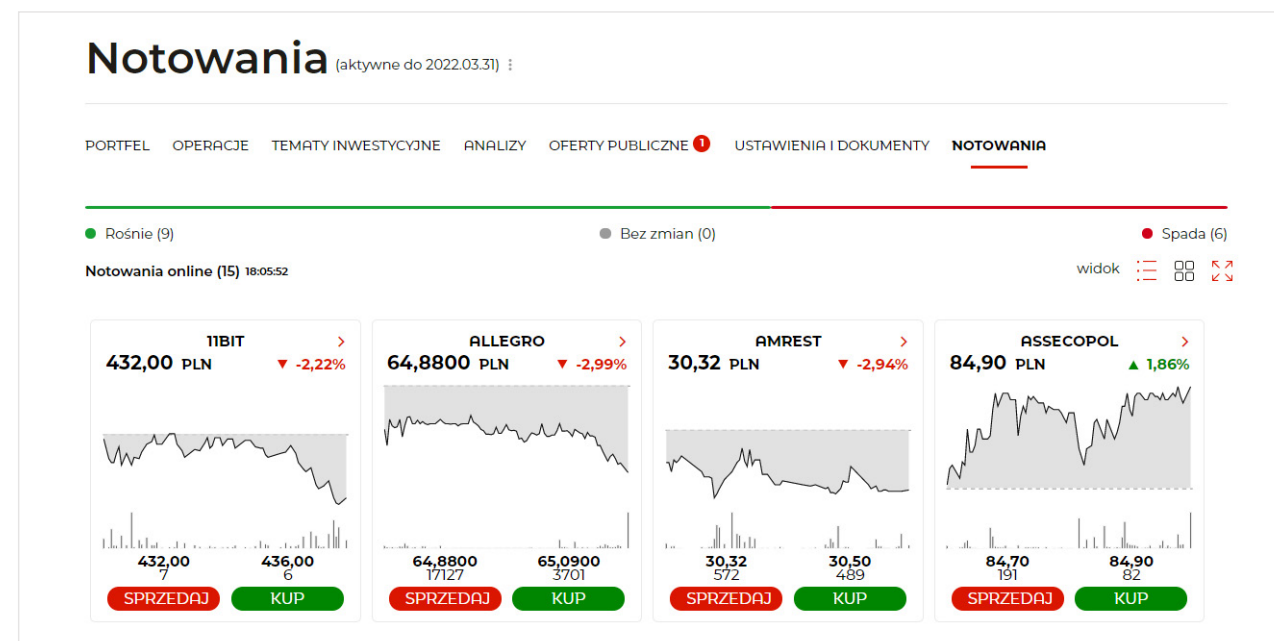 Notowania (aktywne do 2022.03.31)
PORTFEL OPERACJE TEMATY INWESTYCYJNE ANALIZY OFERTY PUBLICZNE 1 USTAWIENIA I DOKUMENTY NOTOWANIA
Rośnie (9) Bez zmian (0) Spada (6)
Notowania online (15) 18:05:52 widok
11BIT
432,00 PLN ▼ -2,22%
432,00 436,00
7 6
SPRZEDAJ KUP
ALLEGRO
64,8800 PLN ▼ -2,99%
64,8800 65,0900
17127 3701
SPRZEDAJ KUP
AMREST
30,32 PLN ▼ -2,94%
30,32 30,50
572 489
SPRZEDAJ KUP
ASSECOPOL
84,90 PLN ▲ 1,86%
84,70 84,90
191 82
SPRZEDAJ KUP